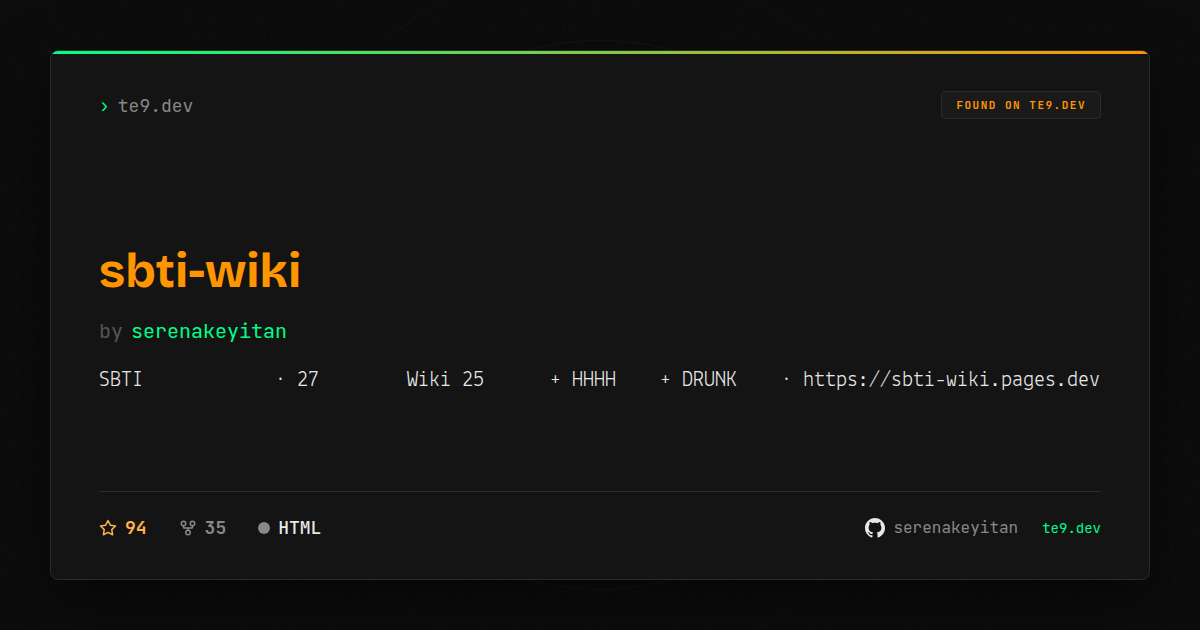 › te9.dev
FOUND ON TE9.DEV
sbti-wiki
by serenakeyitan
SBTI · 27 Wiki 25 + HHHH + DRUNK · https://sbti-wiki.pages.dev
94 35 HTML
serenakeyitan te9.dev